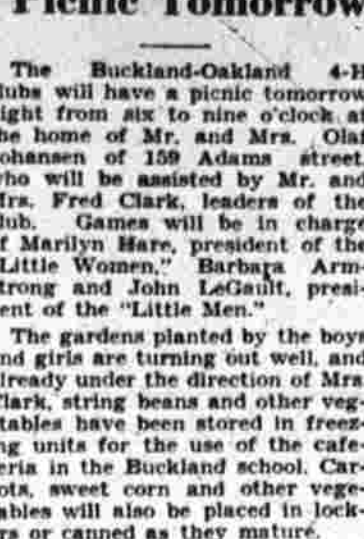 Picnic Tomorrow
The Buckland-Oakland 4-H
lubs will have a picnic tomorrow
ight from six to nine o'clock at
he home of Mr. and Mrs. Olaf
ohansen of 159 Adams street
ho will be assisted by Mr. and
rs. Fred Clark, leaders of the
lub. Games will be in charge
f Marilyn Hare, president of the
Little Women," Barbara Arm-
trong and John LeGault, presi-
ent of the "Little Men."
The gardens planted by the boys
nd girls are turning out well, and
lready under the direction of Mrs
Clark, string beans and other veg-
tables have been stored in freez-
ng units for the use of the cafe-
eria in the Buckland school. Car-
ots, sweet corn and other vege-
ables will also be placed in lock-
rs or canned as they mature.